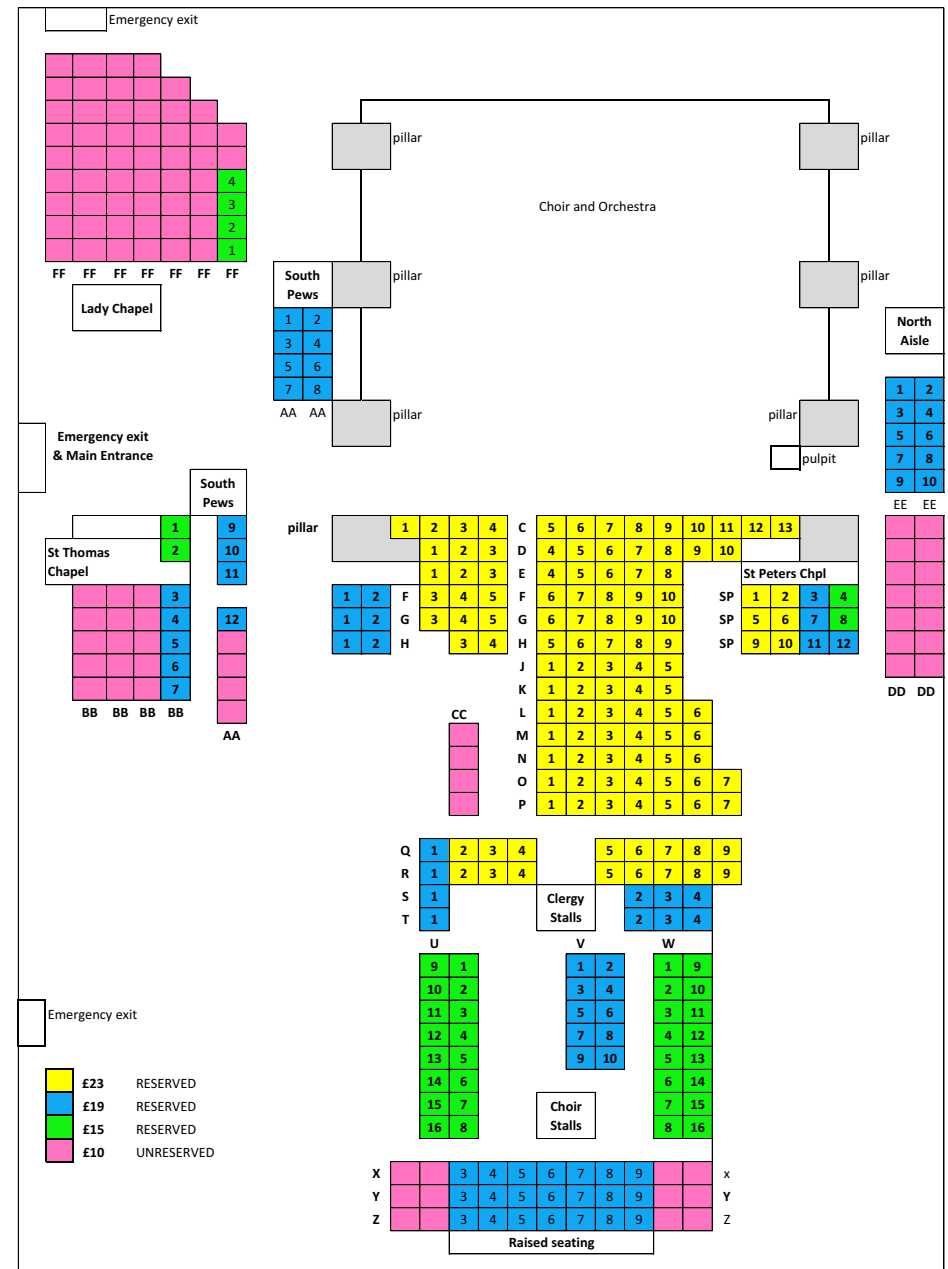 Emergency exit
pillar pillar
Choir and Orchestra
4
3
2
1
FF FF FF FF FF FF FF
Lady Chapel
South
Pews
pillar pillar
1 2
3 4
5 6
7 8
AA AA
North
Aisle
1 2
3 4
5 6
7 8
9 10
EE EE
pillar pillar
pulpit
Emergency exit
& Main Entrance
South
Pews
1 9
2 10
11
St Thomas
Chapel
3
4 12
5
6
7
BB BB BB BB
AA
pillar 1 2 3 4 C 5 6 7 8 9 10 11 12 13
1 2 3 D 4 5 6 7 8 9 10
1 2 3 E 4 5 6 7 8 St Peters Chpl
1 2 F 3 4 5 F 6 7 8 9 10 SP 1 2 3 4
1 2 G 3 4 5 G 6 7 8 9 10 SP 5 6 7 8
1 2 H 3 4 H 5 6 7 8 9 SP 9 10 11 12
J 1 2 3 4 5
K 1 2 3 4 5
DD DD
CC L 1 2 3 4 5 6
M 1 2 3 4 5 6
N 1 2 3 4 5 6
O 1 2 3 4 5 6 7
P 1 2 3 4 5 6 7
Q 1 2 3 4 5 6 7 8 9
R 1 2 3 4 5 6 7 8 9
S 1 2 3 4
T 1 2 3 4
Clergy
Stalls
U V W
9 1 1 2 1 9
10 2 3 4 2 10
11 3 5 6 3 11
12 4 7 8 4 12
13 5 9 10 5 13
14 6 6 14
15 7 7 15
16 8 8 16
Choir
Stalls
Emergency exit
£23 RESERVED
£19 RESERVED
£15 RESERVED
£10 UNRESERVED
X 3 4 5 6 7 8 9 x
Y 3 4 5 6 7 8 9 Y
Z 3 4 5 6 7 8 9 Z
Raised seating